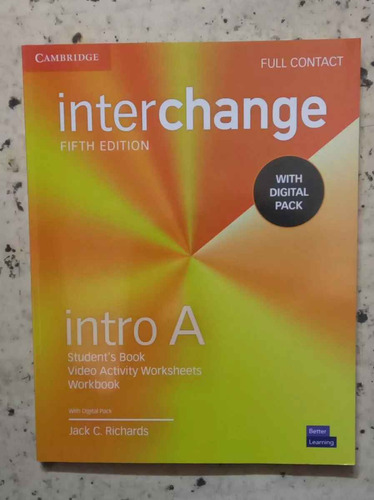 CAMBRIDGE
FULL CONTACT
interchange
FIFTH EDITION
WITH
DIGITAL
PACK
intro A
Student's Book
Video Activity Worksheets
Workbook
With Digital Pack
Jack C. Richards
Better
Learning